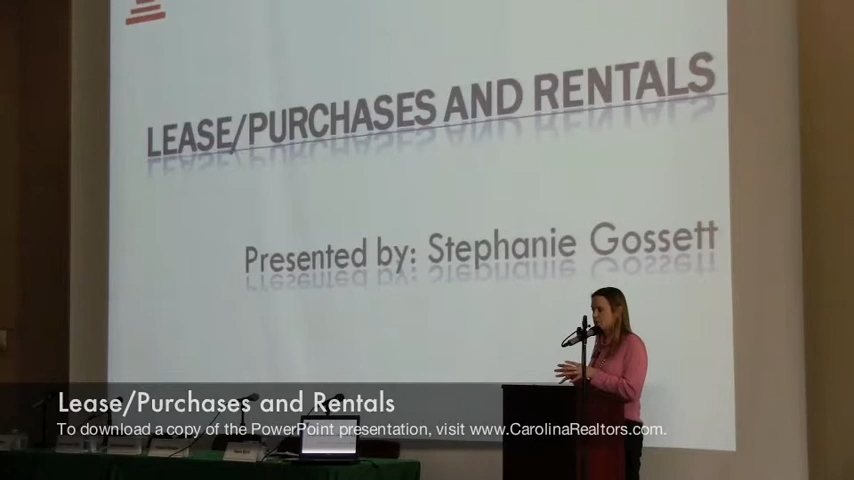 LEASE/PURCHASES AND RENTALS
Presented by: Stephanie Gossett
Lease/Purchases and Rentals
To download a copy of the PowerPoint presentation, visit www.CarolinaRealtors.com.